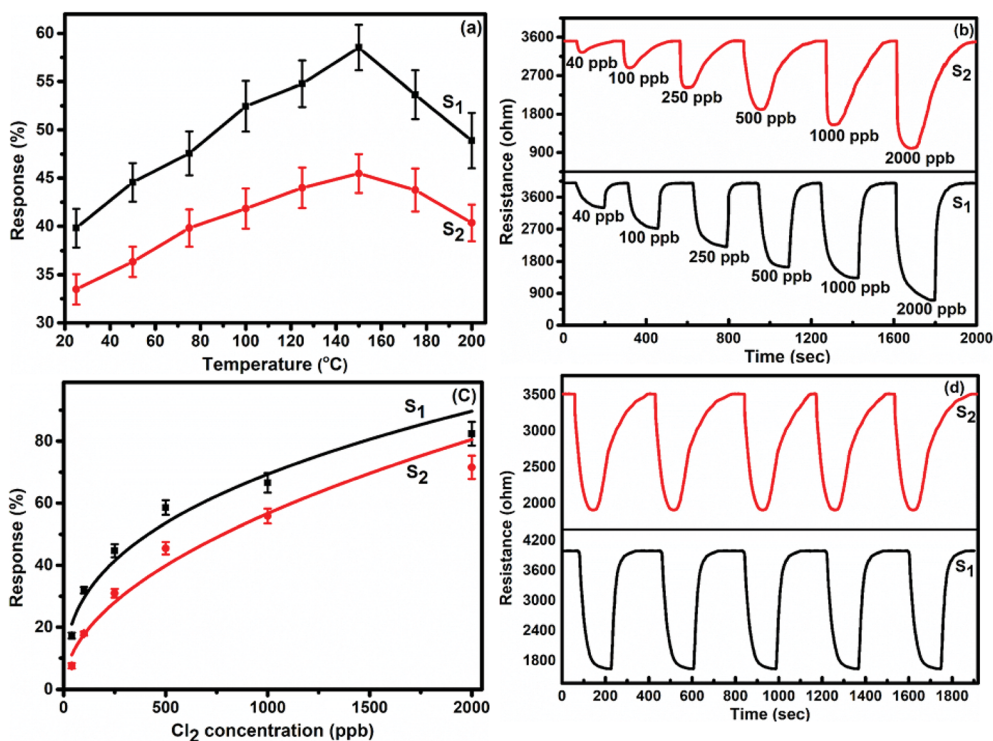 (a)
60
55
50
45
40
35
30
S1
S2
Response (%)
20 40 60 80 100 120 140 160 180 200
Temperature (°C)
(b)
3600
2700
1800
900
S2
40 ppb
100 ppb
250 ppb
500 ppb
1000 ppb
2000 ppb
3600
2700
1800
900
0
S1
40 ppb
100 ppb
250 ppb
500 ppb
1000 ppb
2000 ppb
Resistance (ohm)
0 400 800 1200 1600 2000
Time (sec)
(C)
80
60
40
20
0
S1
S2
Response (%)
0 500 1000 1500 2000
Cl2 concentration (ppb)
(d)
3500
3000
2500
2000
S2
4200
3600
3000
2400
1800
S1
Resistance (ohm)
0 200 400 600 800 1000 1200 1400 1600 1800
Time (sec)